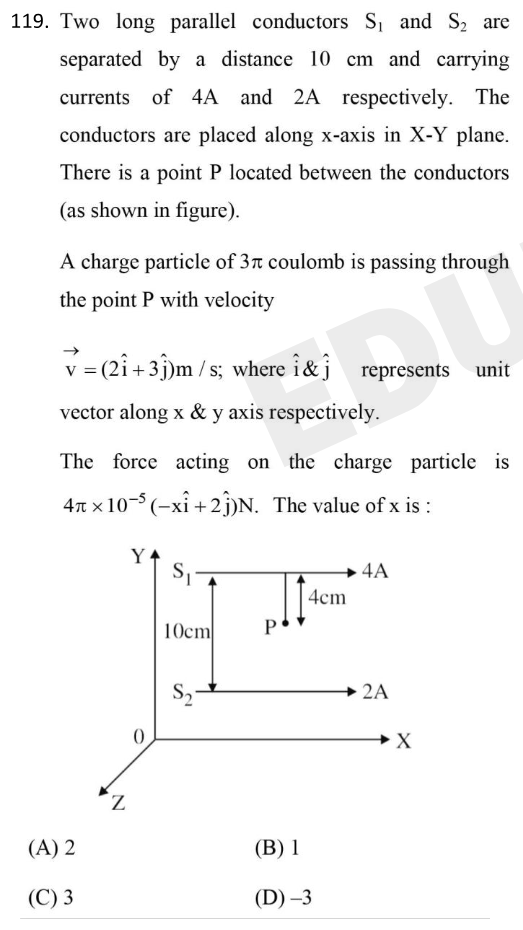 119. Two long parallel conductors S₁ and S₂ are
separated by a distance 10 cm and carrying
currents of 4A and 2A respectively. The
conductors are placed along x-axis in X-Y plane.
There is a point P located between the conductors
(as shown in figure).
A charge particle of 3π coulomb is passing through
the point P with velocity
v⃗ = (2î + 3ĵ)m / s; where î & ĵ represents unit
vector along x & y axis respectively.
The force acting on the charge particle is
4π × 10⁻⁵ (−xî + 2ĵ)N. The value of x is :
Y
S₁ 4A
4cm
10cm P
S₂ 2A
0 X
Z
(A) 2 (B) 1
(C) 3 (D) –3
EDU